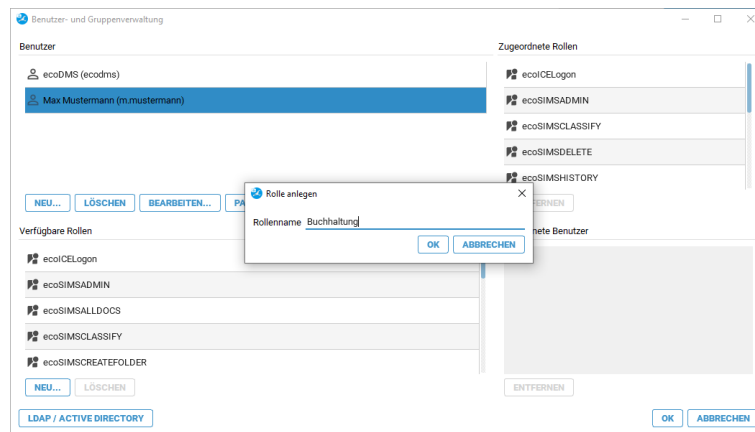 Benutzer- und Gruppenverwaltung
Benutzer
ecoDMS (ecodms)
Max Mustermann (m.mustermann)
NEU...
LÖSCHEN
BEARBEITEN...
Zugeordnete Rollen
ecoICELogon
ecoSIMSADMIN
ecoSIMSCLASSIFY
ecoSIMSDELETE
ecoSIMSHISTORY
Rolle anlegen
Rollenname Buchhaltung
OK
ABBRECHEN
Verfügbare Rollen
ecoICELogon
ecoSIMSADMIN
ecoSIMSALLDOCS
ecoSIMSCLASSIFY
ecoSIMSCREATEFOLDER
NEU...
LÖSCHEN
Benutzer
ENTFERNEN
LDAP / ACTIVE DIRECTORY
OK
ABBRECHEN